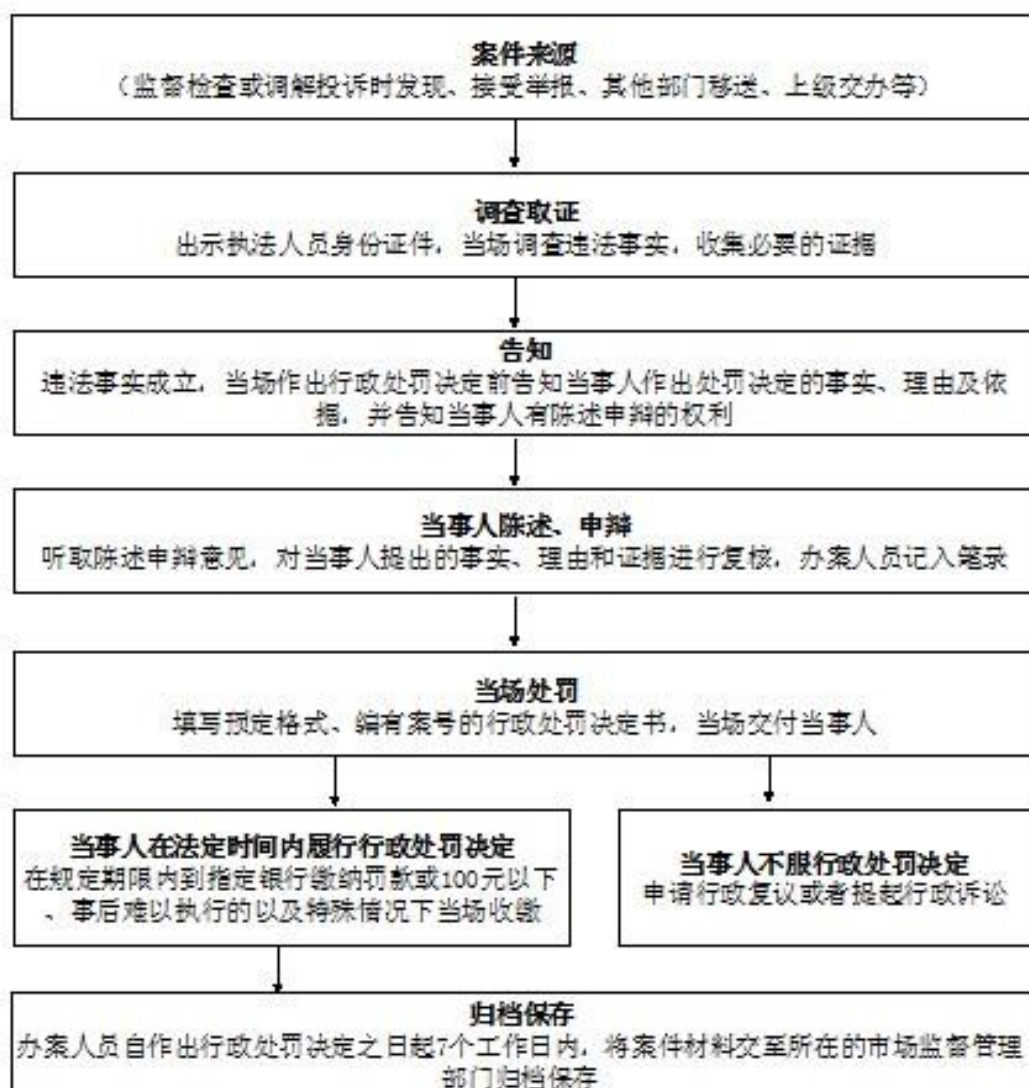 案件来源
（监督检查或调解投诉时发现、接受举报、其他部门移送、上级交办等）
调查取证
出示执法人员身份证件，当场调查违法事实，收集必要的证据
告知
违法事实成立，当场作出行政处罚决定前告知当事人作出处罚决定的事实、理由及依
据，并告知当事人有陈述申辩的权利
当事人陈述、申辩
听取陈述申辩意见，对当事人提出的事实、理由和证据进行复核，办案人员记入笔录
当场处罚
填写预定格式、编有案号的行政处罚决定书，当场交付当事人
当事人在法定时间内履行行政处罚决定
在规定期限内到指定银行缴纳罚款或100元以下
、事后难以执行的以及特殊情况下当场收缴
当事人不服行政处罚决定
申请行政复议或者提起行政诉讼
归档保存
办案人员自作出行政处罚决定之日起7个工作日内，将案件材料交至所在的市场监督管理
部门归档保存